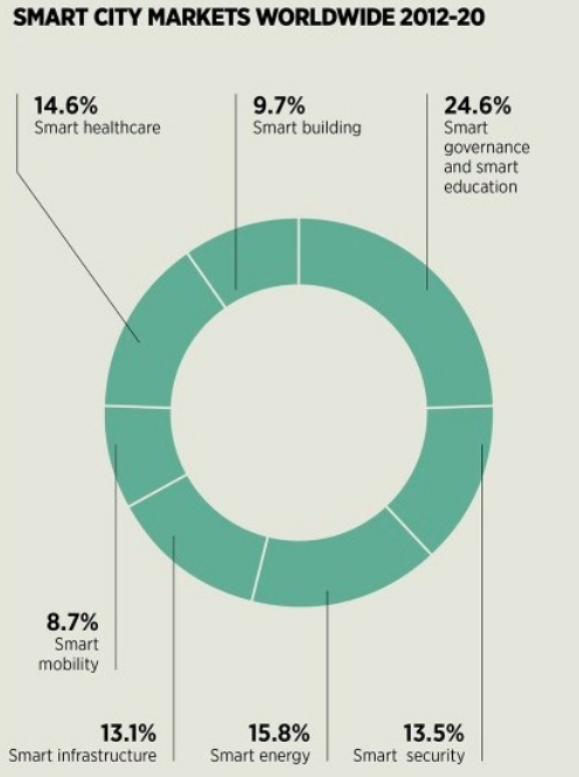 SMART CITY MARKETS WORLDWIDE 2012-20
14.6%
Smart healthcare
9.7%
Smart building
24.6%
Smart
governance
and smart
education
8.7%
Smart
mobility
13.1%
Smart infrastructure
15.8%
Smart energy
13.5%
Smart security